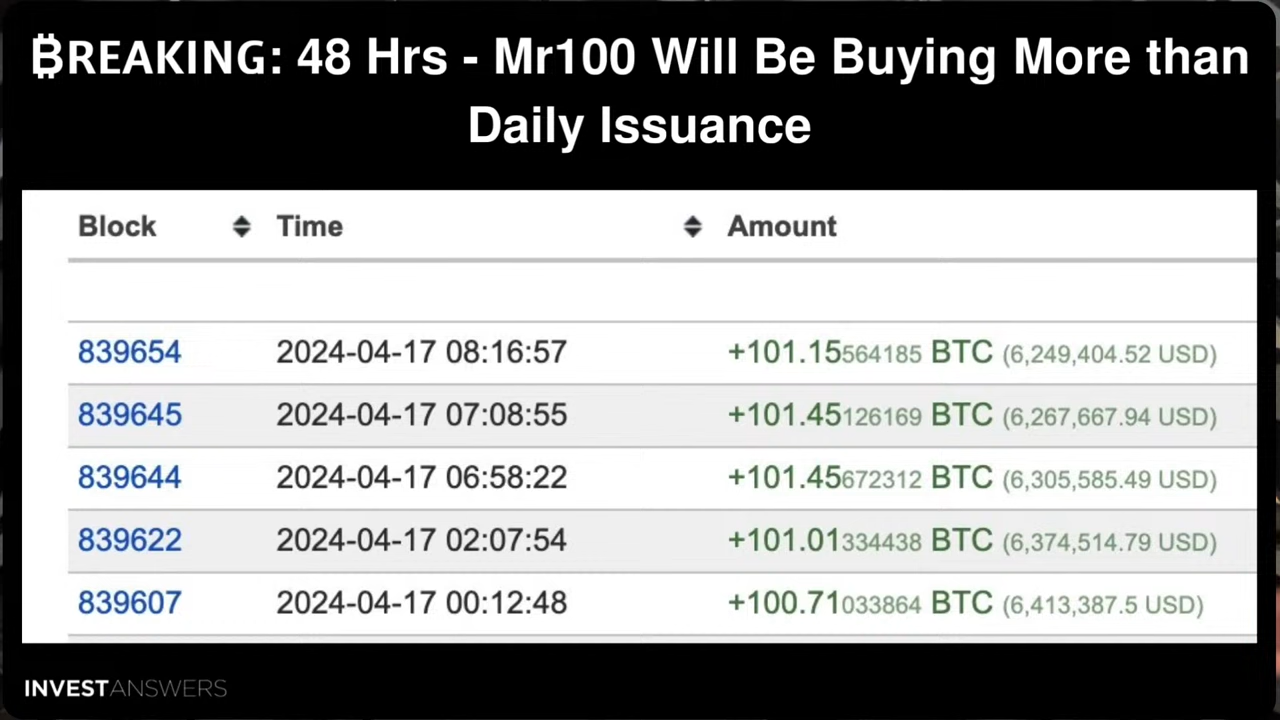 ₿REAKING: 48 Hrs - Mr100 Will Be Buying More than
Daily Issuance
Block Time Amount
839654 2024-04-17 08:16:57 +101.15564185 BTC (6,249,404.52 USD)
839645 2024-04-17 07:08:55 +101.45126169 BTC (6,267,667.94 USD)
839644 2024-04-17 06:58:22 +101.45672312 BTC (6,305,585.49 USD)
839622 2024-04-17 02:07:54 +101.01334438 BTC (6,374,514.79 USD)
839607 2024-04-17 00:12:48 +100.71033864 BTC (6,413,387.5 USD)
INVESTANSWERS